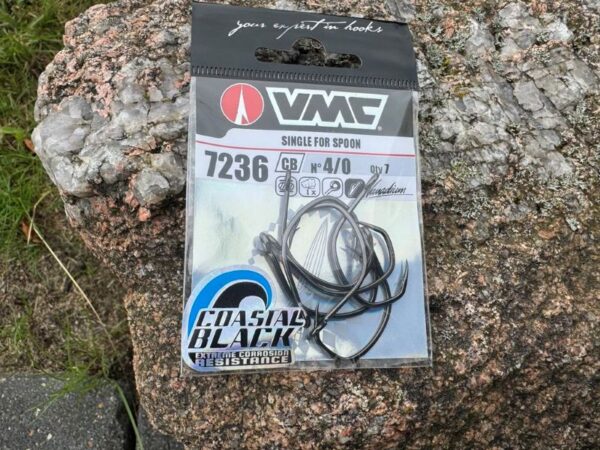 your expert in hooks
VMC
SINGLE FOR SPOON
7236 CB N° 4/0 Qty 7
1x
COASTAL
BLACK
EXTREME CORROSION
RESISTANCE